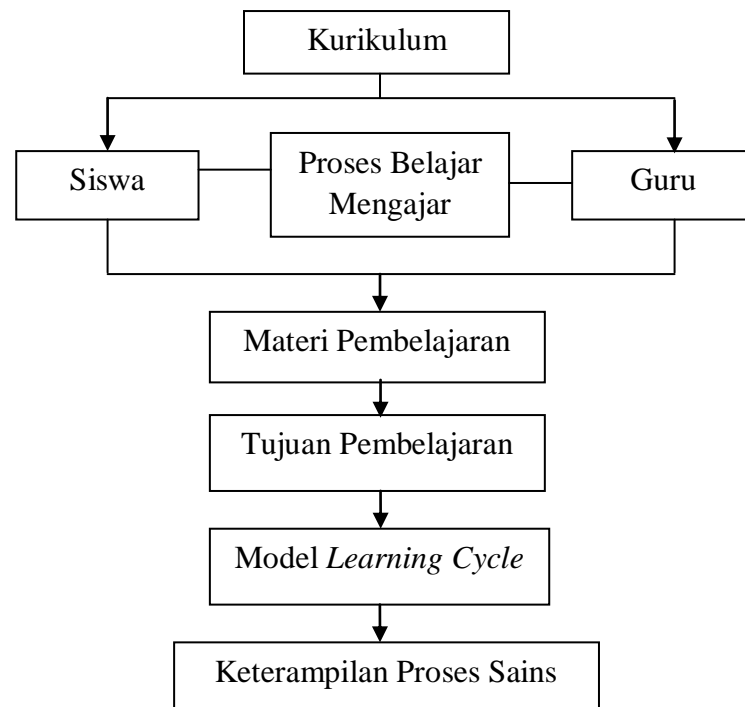 Kurikulum
Siswa
Proses Belajar
Mengajar
Guru
Materi Pembelajaran
Tujuan Pembelajaran
Model Learning Cycle
Keterampilan Proses Sains